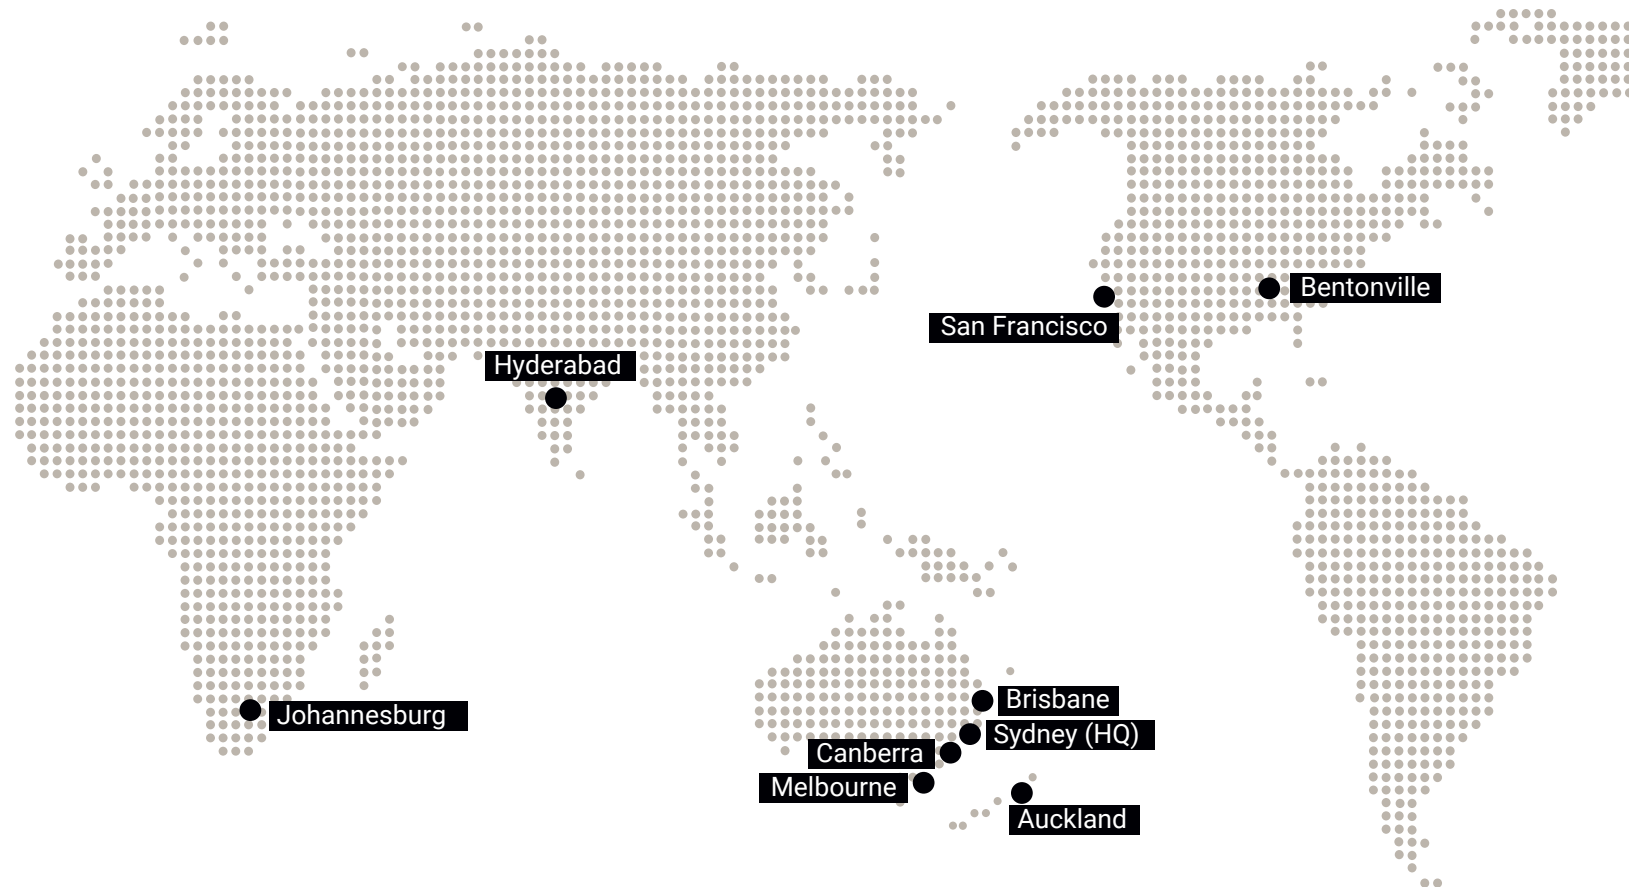 Bentonville
San Francisco
Hyderabad
Brisbane
Johannesburg
Sydney (HQ)
Canberra
Melbourne
Auckland